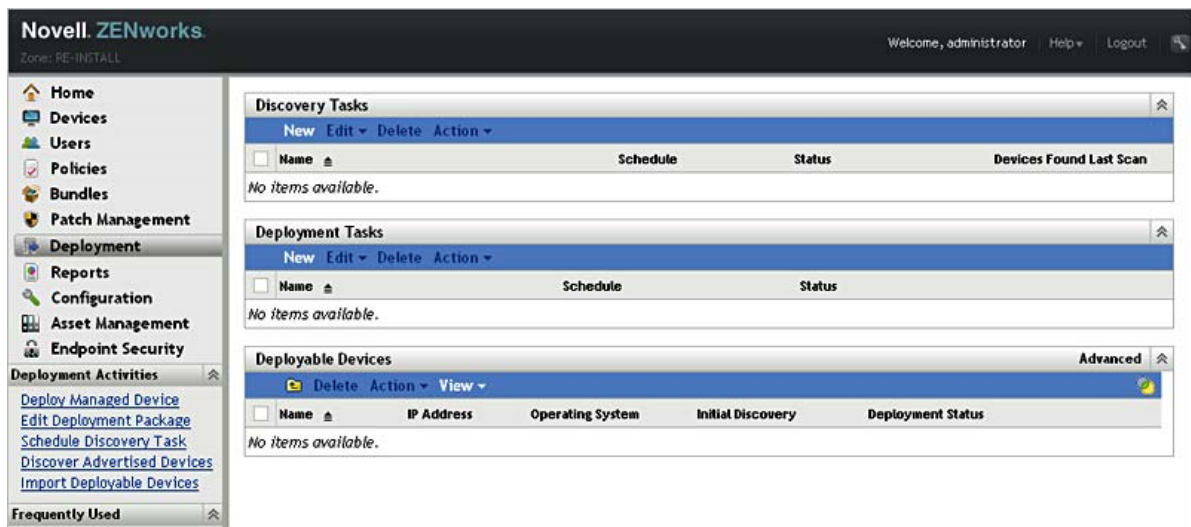 Novell. ZENworks.
Zone: RE-INSTALL
Welcome, administrator Help Logout
Home
Devices
Users
Policies
Bundles
Patch Management
Deployment
Reports
Configuration
Asset Management
Endpoint Security
Deployment Activities
Deploy Managed Device
Edit Deployment Package
Schedule Discovery Task
Discover Advertised Devices
Import Deployable Devices
Frequently Used
Discovery Tasks
New Edit Delete Action
Name Schedule Status Devices Found Last Scan
No items available.
Deployment Tasks
New Edit Delete Action
Name Schedule Status
No items available.
Deployable Devices Advanced
Delete Action View
Name IP Address Operating System Initial Discovery Deployment Status
No items available.